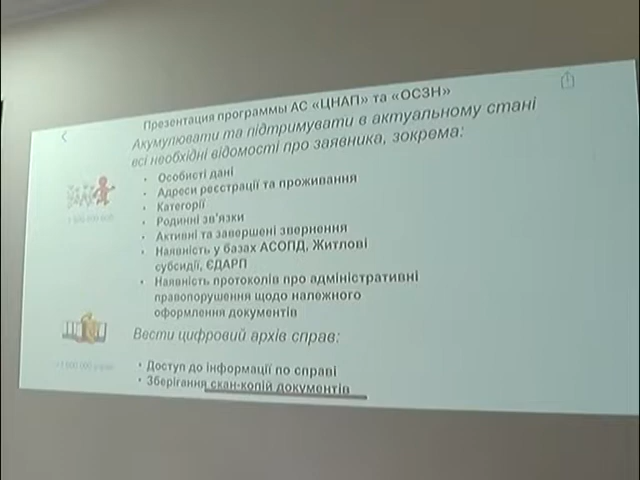 Презентация программы АС «ЦНАП» та «ОСЗН»
Акумулювати та підтримувати в актуальному стані
всі необхідні відомості про заявника, зокрема:
• Особисті дані
• Адреси реєстрації та проживання
• Категорії
• Родинні зв'язки
• Активні та завершені звернення
• Наявність у базах АСОПД, Житлові
субсидії, ЄДАРП
• Наявність протоколів про адміністративні
правопорушення щодо належного
оформлення документів
Вести цифровий архів справ:
• Доступ до інформації по справі
• Зберігання скан-копій документів